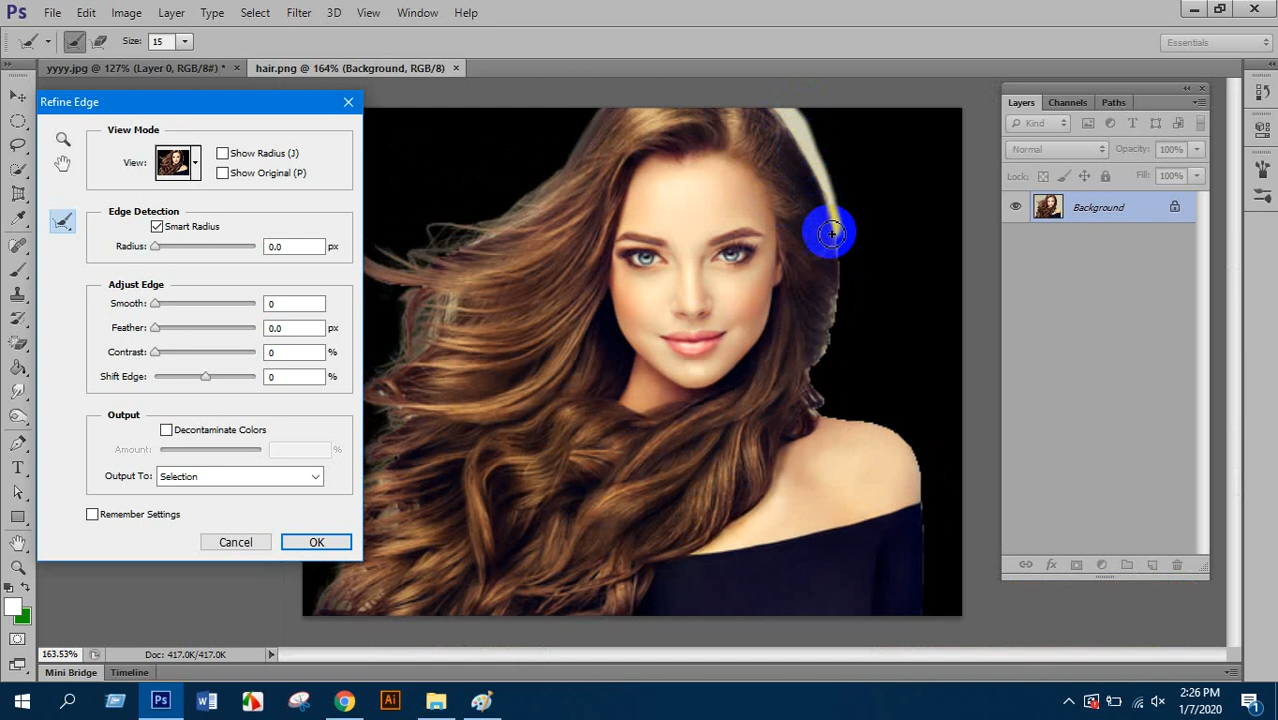 Ps File Edit Image Layer Type Select Filter 3D View Window Help
Size: 15 Essentials
yyyy.jpg @ 127% (Layer 0, RGB/8#) * × hair.png @ 164% (Background, RGB/8) ×
Refine Edge
View Mode
View: Show Radius (J)
Show Original (P)
Edge Detection
Smart Radius
Radius: 0.0 px
Adjust Edge
Smooth: 0
Feather: 0.0 px
Contrast: 0 %
Shift Edge: 0 %
Output
Decontaminate Colors
Amount: %
Output To: Selection
Remember Settings
Cancel OK
Layers Channels Paths
Kind
Normal Opacity: 100%
Lock: Fill: 100%
Background
fx
163.53% Doc: 417.0K/417.0K
Mini Bridge Timeline
Ps Ai 2:26 PM
1/7/2020
1